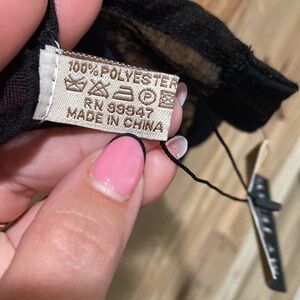 100% POLYESTER
RN 99947
MADE IN CHINA